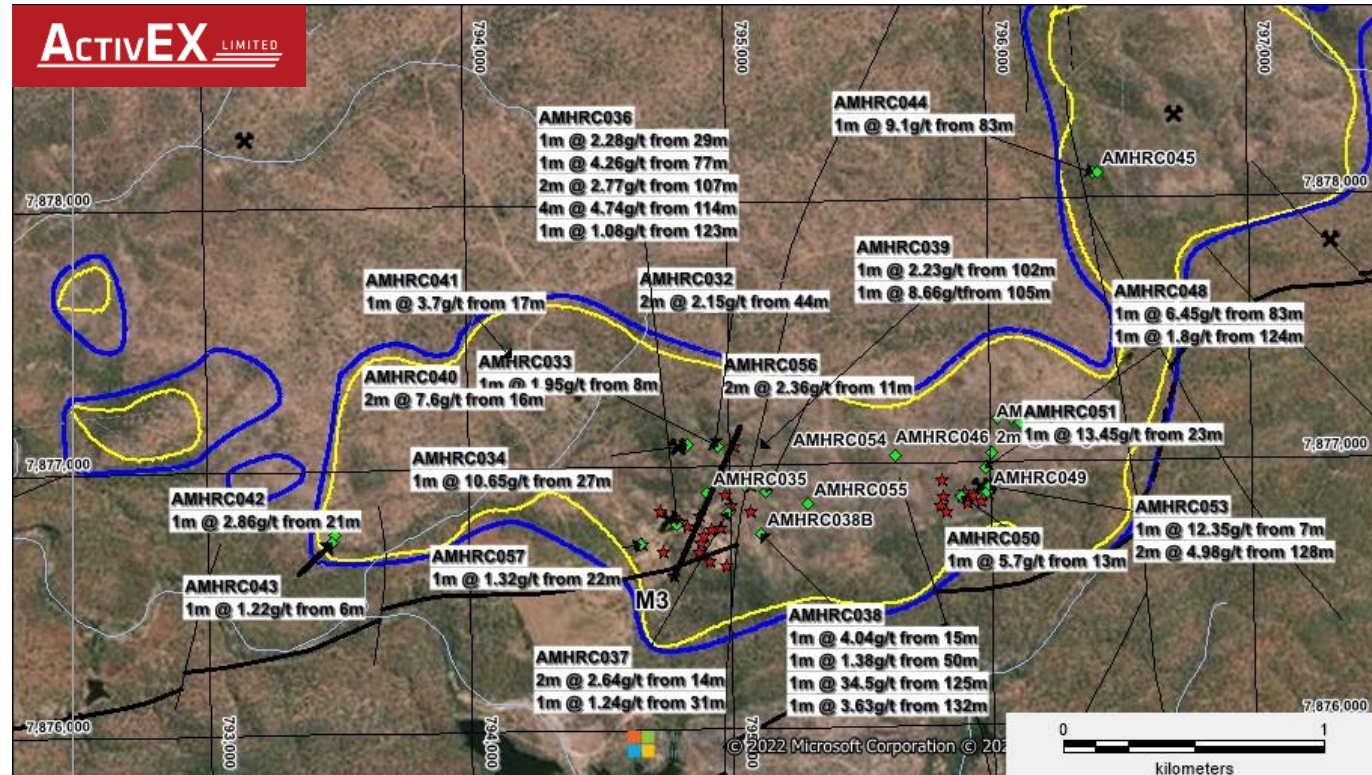 ACTIVEX LIMITED
794,000
795,000
796,000
797,000
AMHRC044
1m @ 9.1g/t from 83m
AMHRC036
1m @ 2.28g/t from 29m
1m @ 4.26g/t from 77m
2m @ 2.77g/t from 107m
4m @ 4.74g/t from 114m
1m @ 1.08g/t from 123m
AMHRC045
7,878,000
7,878,000
AMHRC039
1m @ 2.23g/t from 102m
1m @ 8.66g/tfrom 105m
AMHRC041
1m @ 3.7g/t from 17m
AMHRC032
2m @ 2.15g/t from 44m
AMHRC048
1m @ 6.45g/t from 83m
1m @ 1.8g/t from 124m
AMHRC033
1m @ 1.95g/t from 8m
AMHRC056
2m @ 2.36g/t from 11m
AMHRC040
2m @ 7.6g/t from 16m
AMHRC051
1m @ 13.45g/t from 23m
AMHRC054
AMHRC046
2m
7,877,000
7,877,000
AMHRC034
1m @ 10.65g/t from 27m
AMHRC035
AMHRC049
AMHRC042
1m @ 2.86g/t from 21m
AMHRC055
AMHRC053
1m @ 12.35g/t from 7m
2m @ 4.98g/t from 128m
AMHRC038B
AMHRC050
1m @ 5.7g/t from 13m
AMHRC057
1m @ 1.32g/t from 22m
AMHRC043
1m @ 1.22g/t from 6m
M3
AMHRC038
1m @ 4.04g/t from 15m
1m @ 1.38g/t from 50m
1m @ 34.5g/t from 125m
1m @ 3.63g/t from 132m
AMHRC037
2m @ 2.64g/t from 14m
1m @ 1.24g/t from 31m
7,876,000
7,876,000
793,000
794,000
© 2022 Microsoft Corporation ©
0 1
kilometers